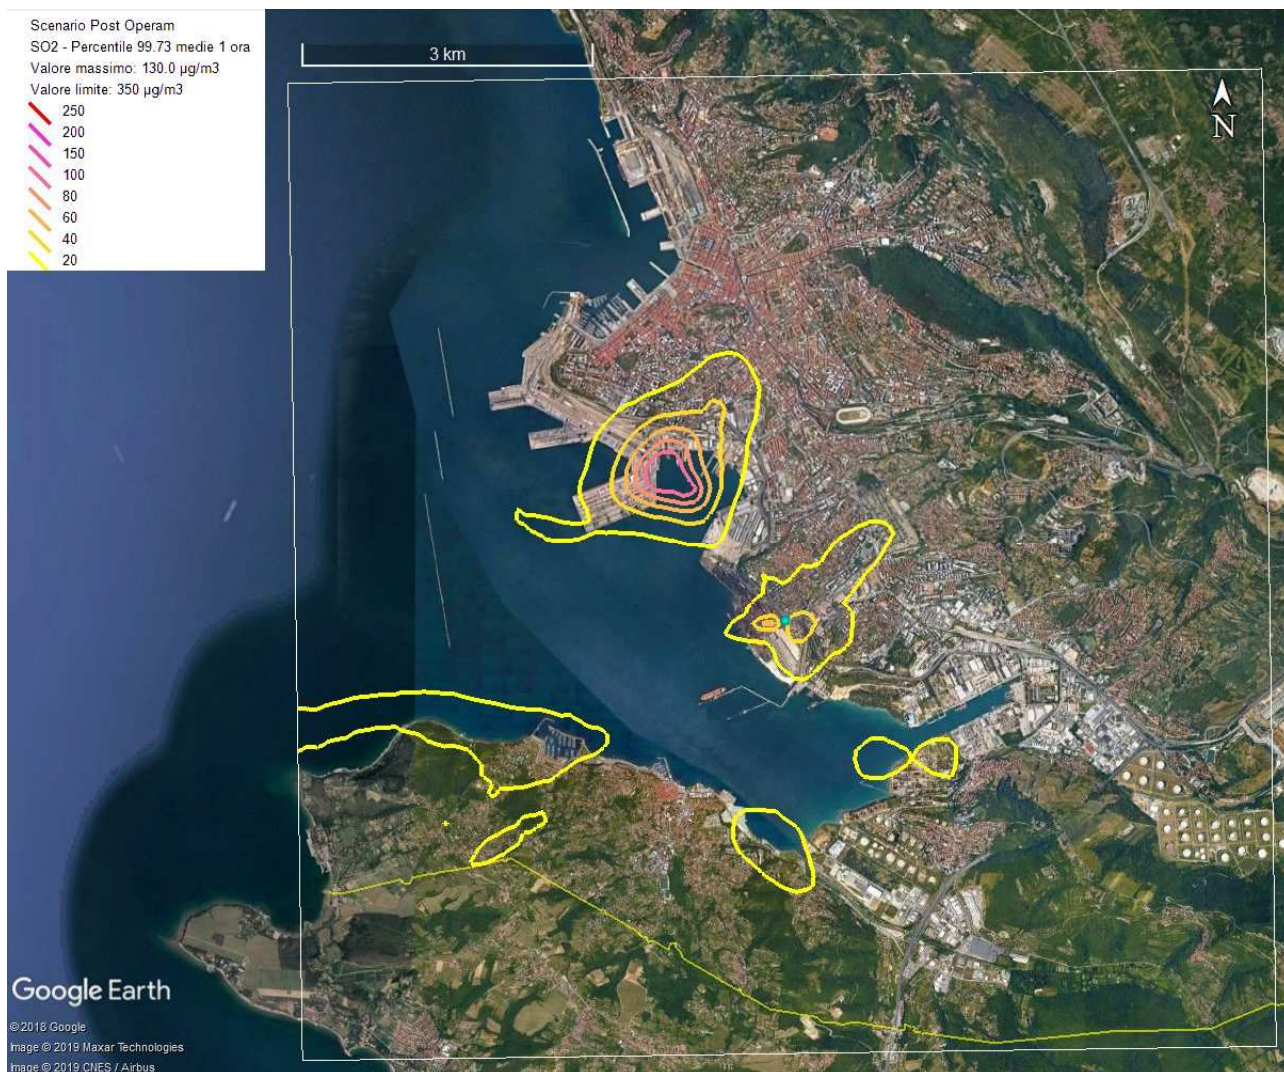 Scenario Post Operam
SO2 - Percentile 99.73 medie 1 ora
Valore massimo: 130.0 µg/m3
Valore limite: 350 µg/m3
250
200
150
100
80
60
40
20
3 km
N
Google Earth
© 2018 Google
Image © 2019 Maxar Technologies
Image © 2019 CNES / Airbus